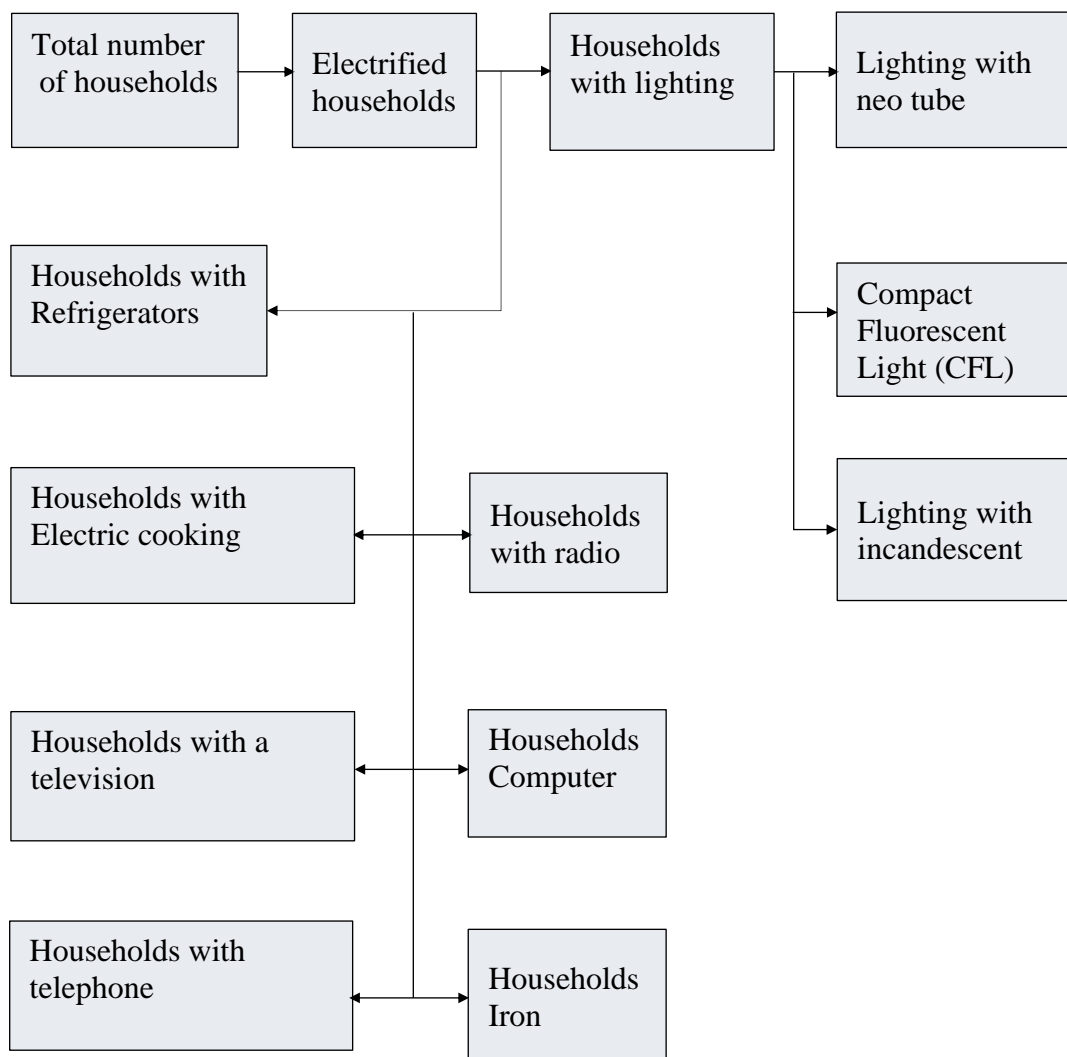 Total number
of households
Electrified
households
Households
with lighting
Lighting with
neo tube
Households with
Refrigerators
Compact
Fluorescent
Light (CFL)
Households with
Electric cooking
Households
with radio
Lighting with
incandescent
Households with a
television
Households
Computer
Households with
telephone
Households
Iron